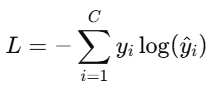 L = − \sum_{i=1}^{C} y_i \log(\hat{y}_i)